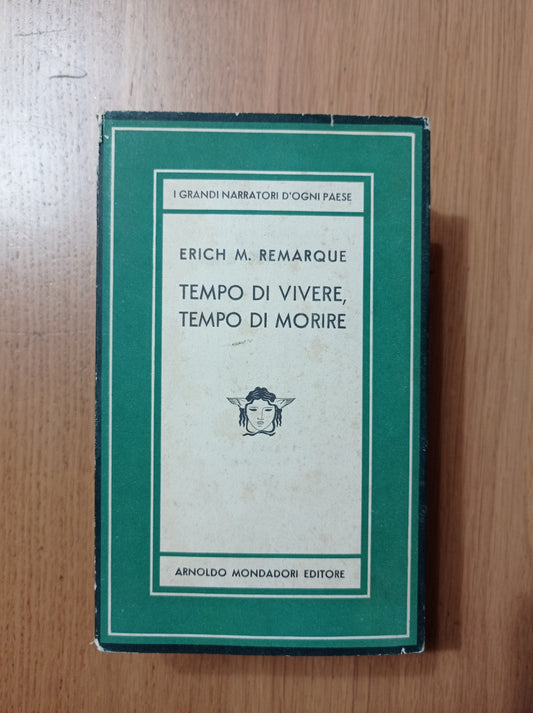 I GRANDI NARRATORI D'OGNI PAESE
ERICH M. REMARQUE
TEMPO DI VIVERE,
TEMPO DI MORIRE
ARNOLDO MONDADORI EDITORE